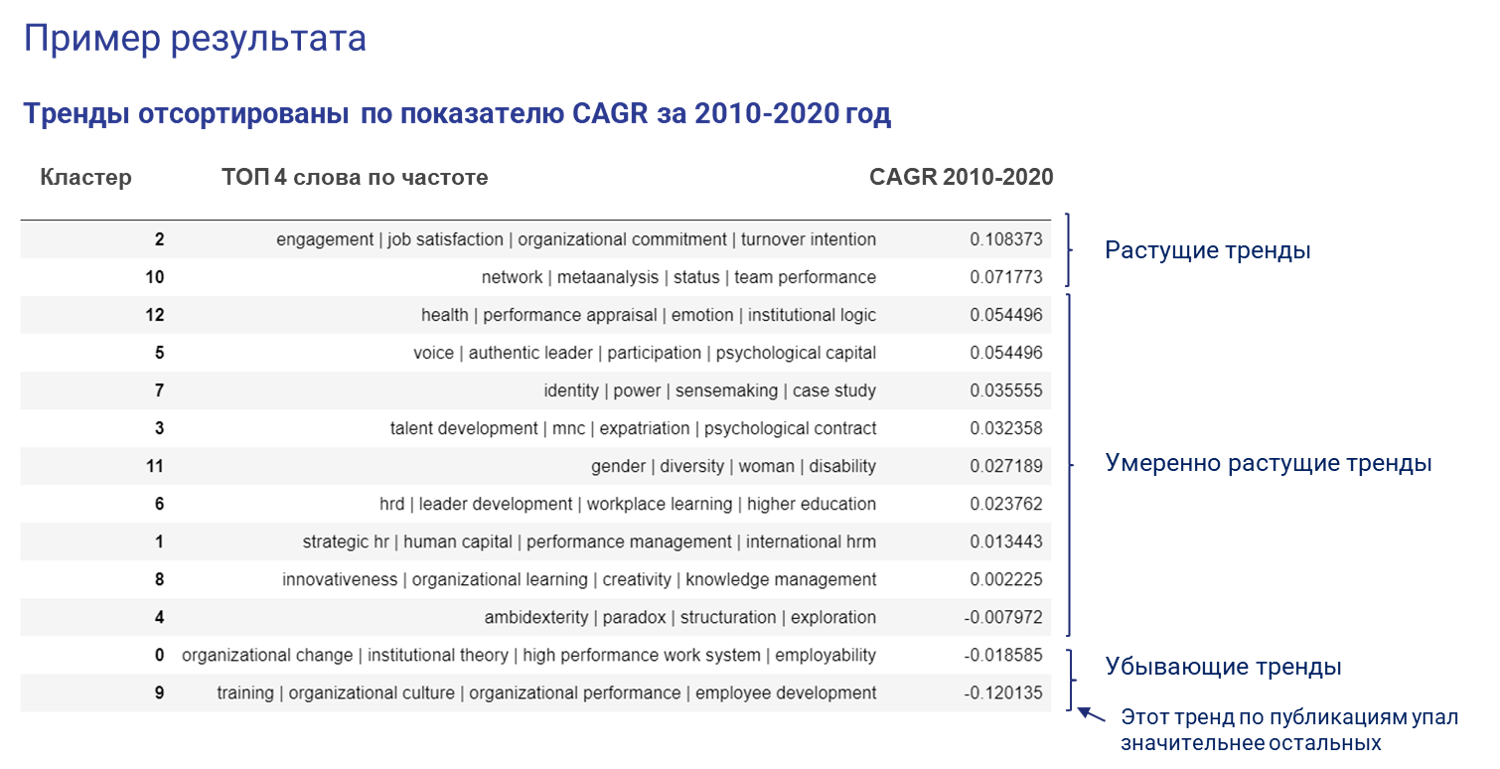 Пример результата
Тренды отсортированы по показателю CAGR за 2010-2020 год
Кластер ТОП 4 слова по частоте CAGR 2010-2020
2 engagement | job satisfaction | organizational commitment | turnover intention 0.108373
Растущие тренды
10 network | metaanalysis | status | team performance 0.071773
12 health | performance appraisal | emotion | institutional logic 0.054496
5 voice | authentic leader | participation | psychological capital 0.054496
7 identity | power | sensemaking | case study 0.035555
3 talent development | mnc | expatriation | psychological contract 0.032358
11 gender | diversity | woman | disability 0.027189
Умеренно растущие тренды
6 hrd | leader development | workplace learning | higher education 0.023762
1 strategic hr | human capital | performance management | international hrm 0.013443
8 innovativeness | organizational learning | creativity | knowledge management 0.002225
4 ambidexterity | paradox | structuration | exploration -0.007972
0 organizational change | institutional theory | high performance work system | employability -0.018585
Убывающие тренды
9 training | organizational culture | organizational performance | employee development -0.120135
Этот тренд по публикациям упал
значительнее остальных